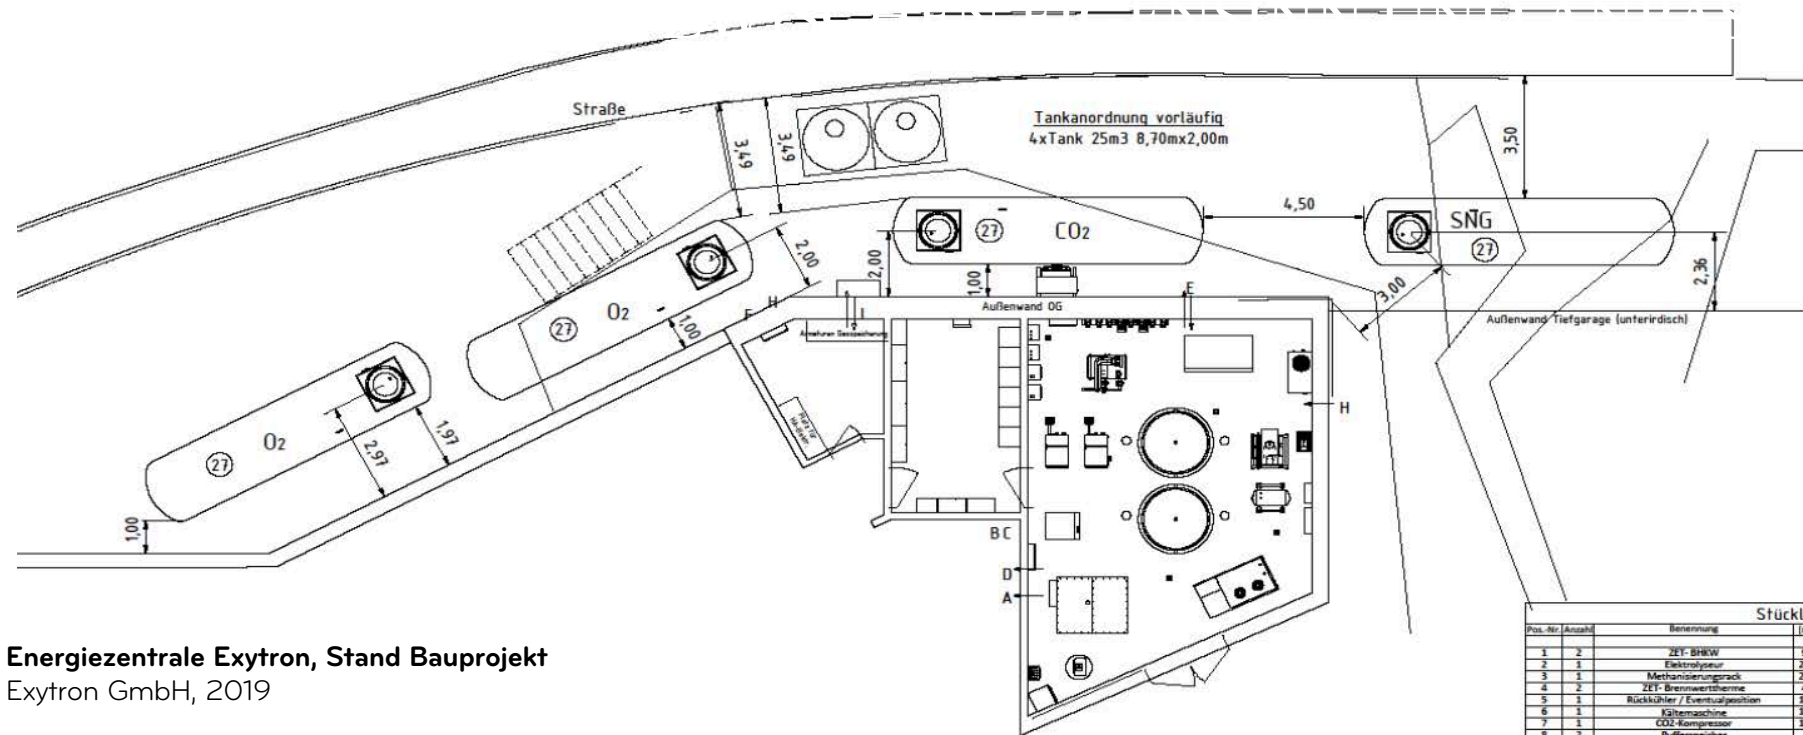 Straße
Tankanordnung vorläufig
4xTank 25m3 8,70mx2,00m
3,49
3,49
3,50
4,50
SNG
27
CO2
27
2,00
2,00
1,00
2,36
3,00
O2
27
1,00
H
F
I
E
Außenwand OG
Armaturen Gasspeicherung
Außenwand Tiefgarage (unterirdisch)
Platz für
H
O2
27
1,97
2,97
1,00
B C
D
A
Energiezentrale Exytron, Stand Bauprojekt
Exytron GmbH, 2019
Stückl
Pos.-Nr. Anzahl Benennung
1 2 ZET- BHKW
2 1 Elektrolyseur
3 1 Methanisierungsrack
4 2 ZET- Brennwerttherme
5 1 Rückkühler / Eventualposition
6 1 Kältemaschine
7 1 CO2-Kompressor